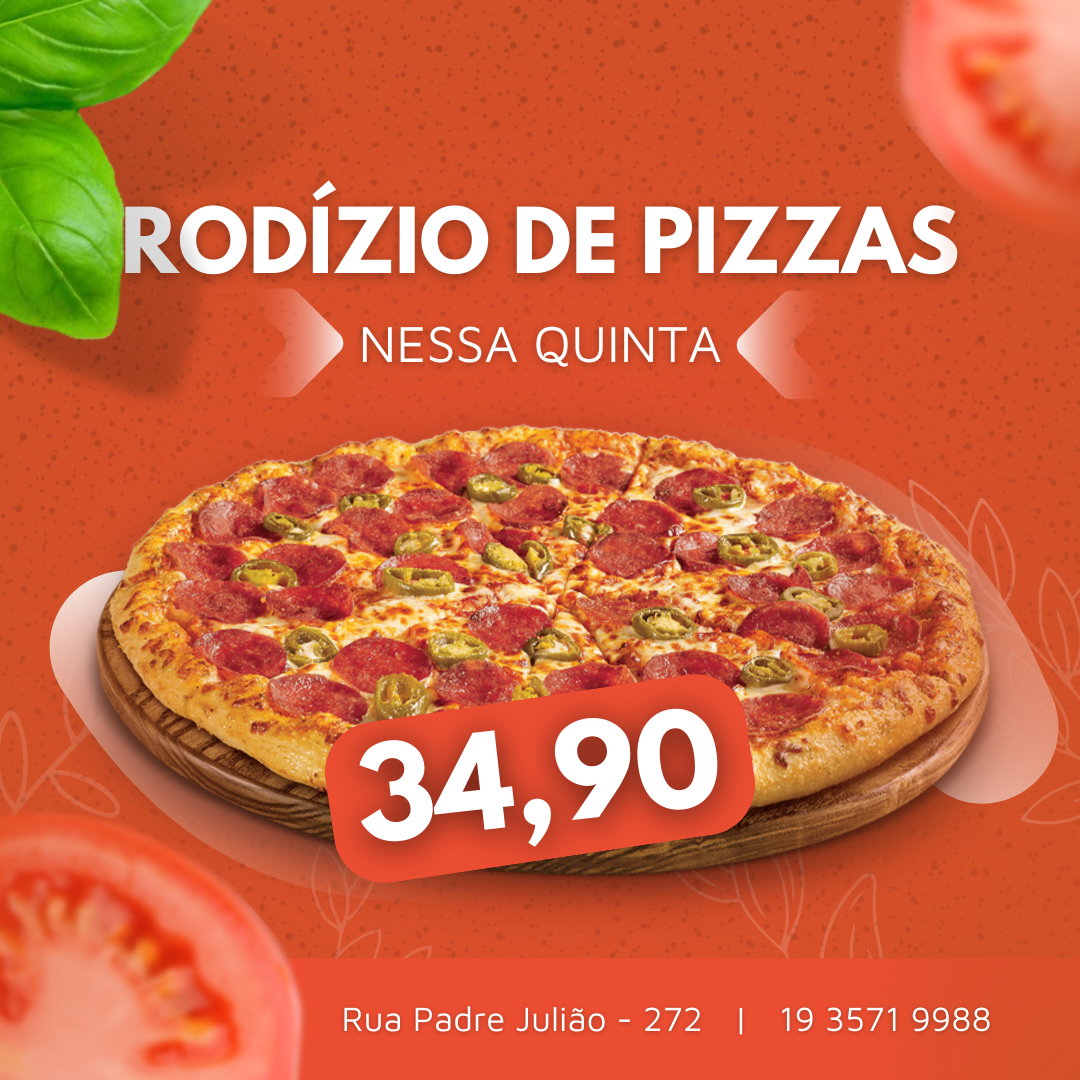 RODÍZIO DE PIZZAS
NESSA QUINTA
34,90
Rua Padre Julião - 272 | 19 3571 9988